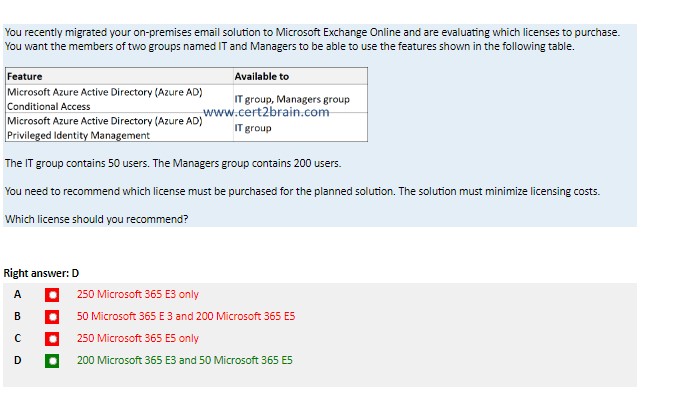 You recently migrated your on-premises email solution to Microsoft Exchange Online and are evaluating which licenses to purchase.
You want the members of two groups named IT and Managers to be able to use the features shown in the following table.
Feature Available to
Microsoft Azure Active Directory (Azure AD)
Conditional Access
IT group, Managers group
www.cert2brain.com
Microsoft Azure Active Directory (Azure AD)
Privileged Identity Management
IT group
The IT group contains 50 users. The Managers group contains 200 users.
You need to recommend which license must be purchased for the planned solution. The solution must minimize licensing costs.
Which license should you recommend?
Right answer: D
A 250 Microsoft 365 E3 only
B 50 Microsoft 365 E 3 and 200 Microsoft 365 E5
C 250 Microsoft 365 E5 only
D 200 Microsoft 365 E3 and 50 Microsoft 365 E5